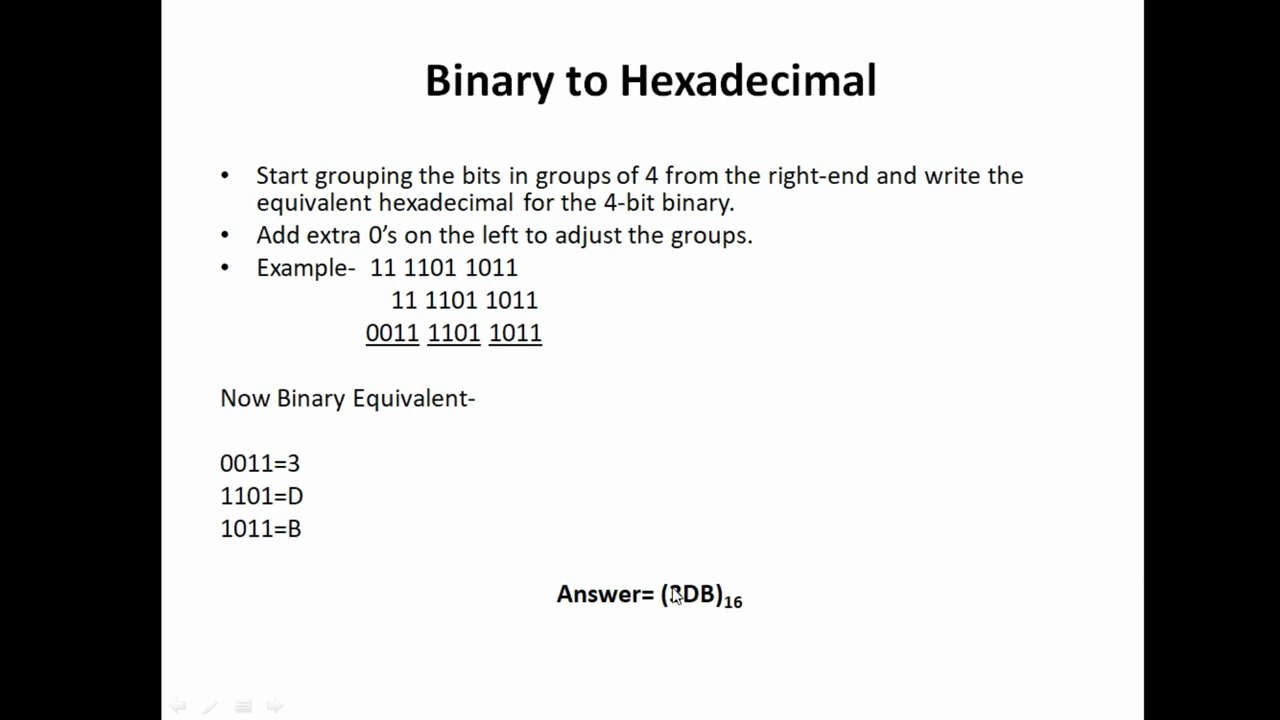 Binary to Hexadecimal
• Start grouping the bits in groups of 4 from the right-end and write the
equivalent hexadecimal for the 4-bit binary.
• Add extra 0’s on the left to adjust the groups.
• Example- 11 1101 1011
11 1101 1011
0011 1101 1011
Now Binary Equivalent-
0011=3
1101=D
1011=B
Answer= (3DB)16